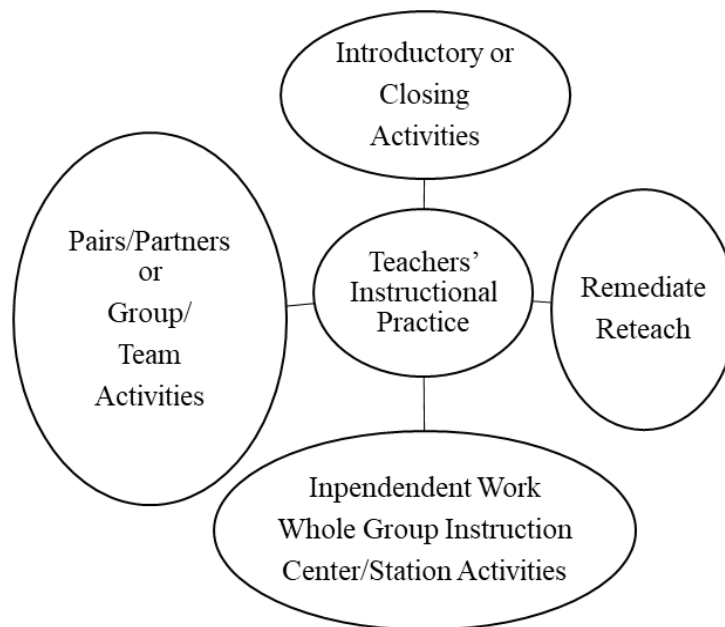 Introductory or
Closing
Activities
Pairs/Partners
or
Group/
Team
Activities
Teachers’
Instructional
Practice
Remediate
Reteach
Inpendendent Work
Whole Group Instruction
Center/Station Activities